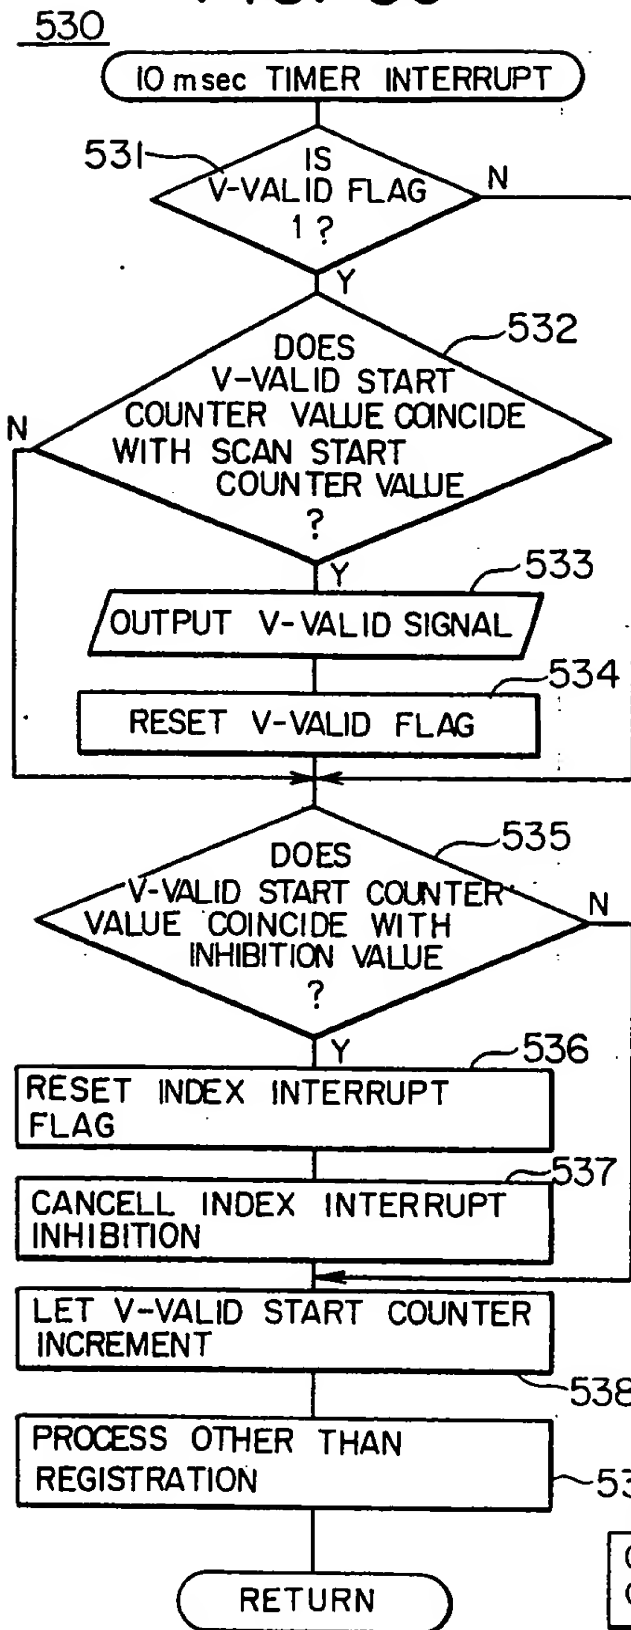 530
10 msec TIMER INTERRUPT
531
IS
V-VALID FLAG
1 ?
N
Y
532
DOES
V-VALID START
COUNTER VALUE COINCIDE
WITH SCAN START
COUNTER VALUE
?
N
Y
533
OUTPUT V-VALID SIGNAL
534
RESET V-VALID FLAG
535
DOES
V-VALID START COUNTER
VALUE COINCIDE WITH
INHIBITION VALUE
?
N
Y
536
RESET INDEX INTERRUPT
FLAG
537
CANCELL INDEX INTERRUPT
INHIBITION
LET V-VALID START COUNTER
INCREMENT
538
PROCESS OTHER THAN
REGISTRATION
RETURN